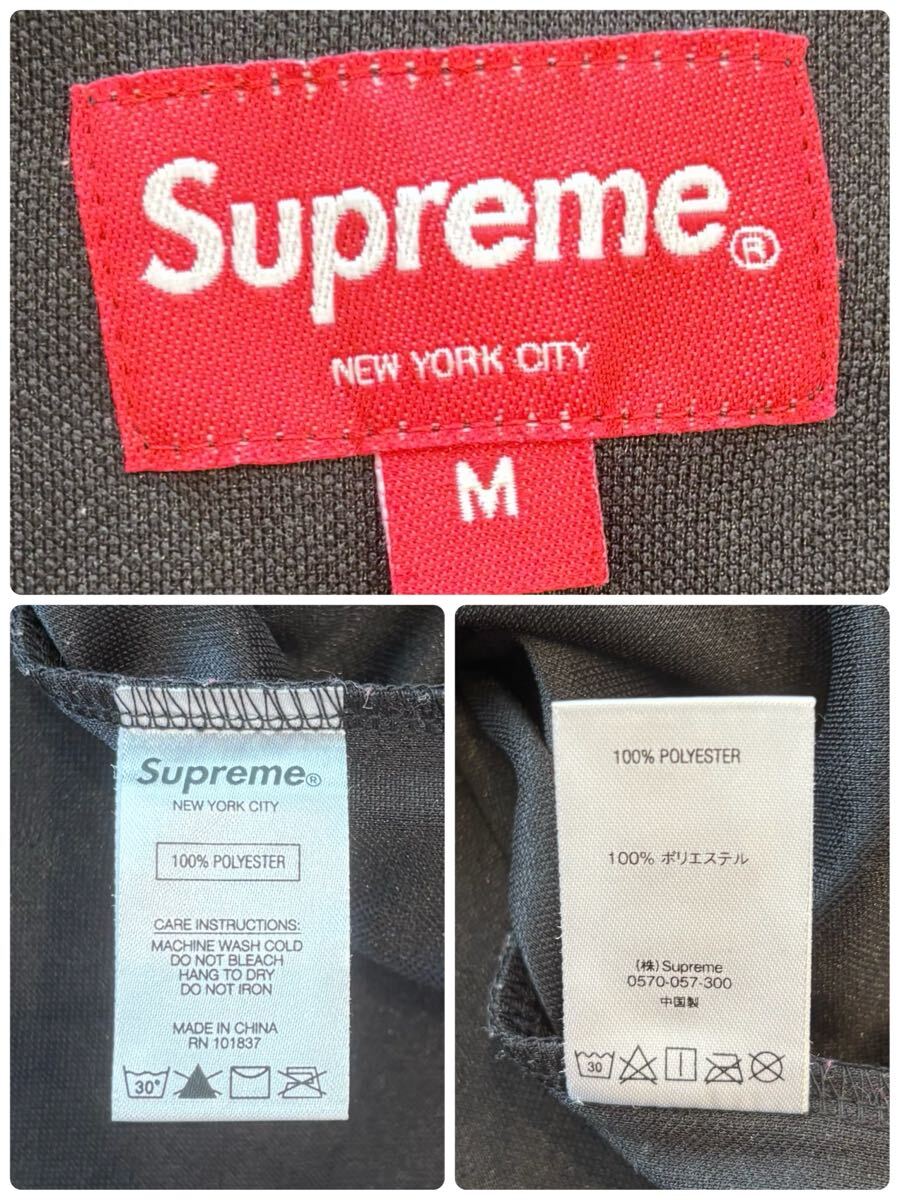 Supreme®
NEW YORK CITY
M
Supreme®
NEW YORK CITY
100% POLYESTER
CARE INSTRUCTIONS:
MACHINE WASH COLD
DO NOT BLEACH
HANG TO DRY
DO NOT IRON
MADE IN CHINA
RN 101837
30°
100% POLYESTER
100% ポリエステル
(株)Supreme
0570-057-300
中国製
30